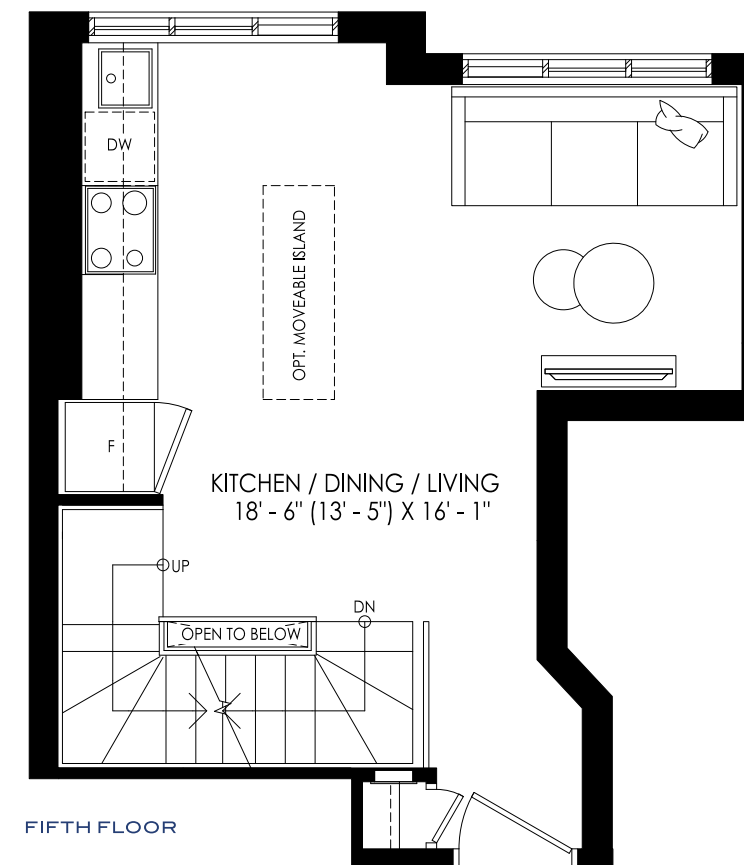 DW
OPT. MOVEABLE ISLAND
F
KITCHEN / DINING / LIVING
18' - 6" (13' - 5") X 16' - 1"
UP
DN
OPEN TO BELOW
FIFTH FLOOR